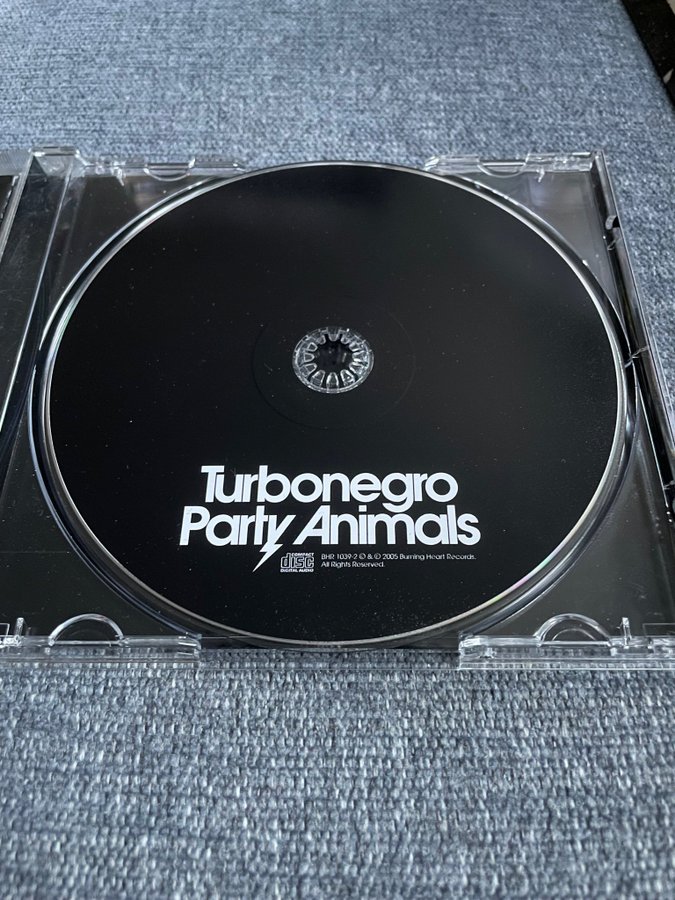 Turbonegro
Party Animals
COMPACT
disc
DIGITAL AUDIO
BHR 1039-2 ℗ & © 2005 Burning Heart Records.
All Rights Reserved.